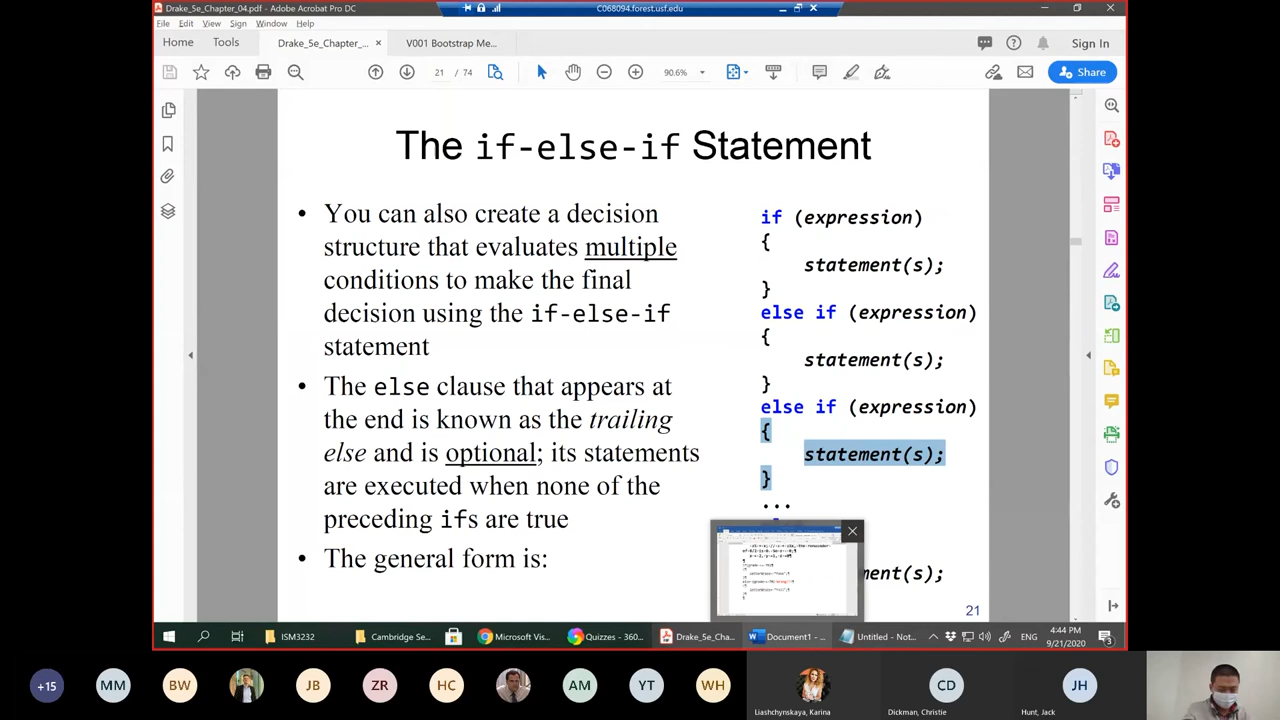 Drake_5e_Chapter_04.pdf - Adobe Acrobat Pro DC
C068094.forest.usf.edu
File Edit View Sign Window Help
Home Tools Drake_5e_Chapter_... × V001 Bootstrap Me... Sign In
21 / 74 90.6% Share
The if-else-if Statement
• You can also create a decision
structure that evaluates multiple
conditions to make the final
decision using the if-else-if
statement
• The else clause that appears at
the end is known as the trailing
else and is optional; its statements
are executed when none of the
preceding ifs are true
• The general form is:
if (expression)
{
statement(s);
}
else if (expression)
{
statement(s);
}
else if (expression)
{
statement(s);
}
...
ment(s);
21
ISM3232 Cambridge Se... Microsoft Vis... Quizzes - 360... Drake_5e_Cha... Document1 - ... Untitled - Not... ENG
4:44 PM
9/21/2020
3
+15 MM BW JB ZR HC AM YT WH CD JH
Liashchynskaya, Karina Dickman, Christie Hunt, Jack